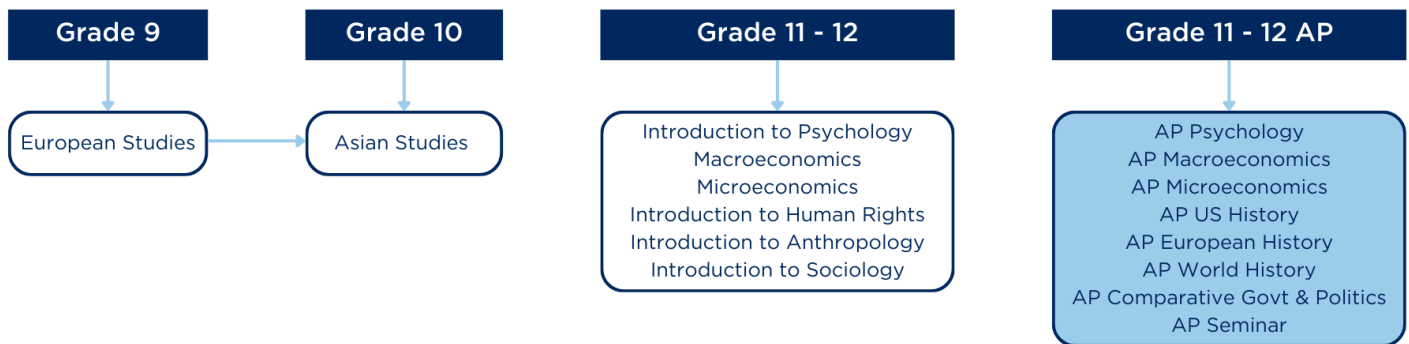 Grade 9
European Studies
Grade 10
Asian Studies
Grade 11 - 12
Introduction to Psychology
Macroeconomics
Microeconomics
Introduction to Human Rights
Introduction to Anthropology
Introduction to Sociology
Grade 11 - 12 AP
AP Psychology
AP Macroeconomics
AP Microeconomics
AP US History
AP European History
AP World History
AP Comparative Govt & Politics
AP Seminar